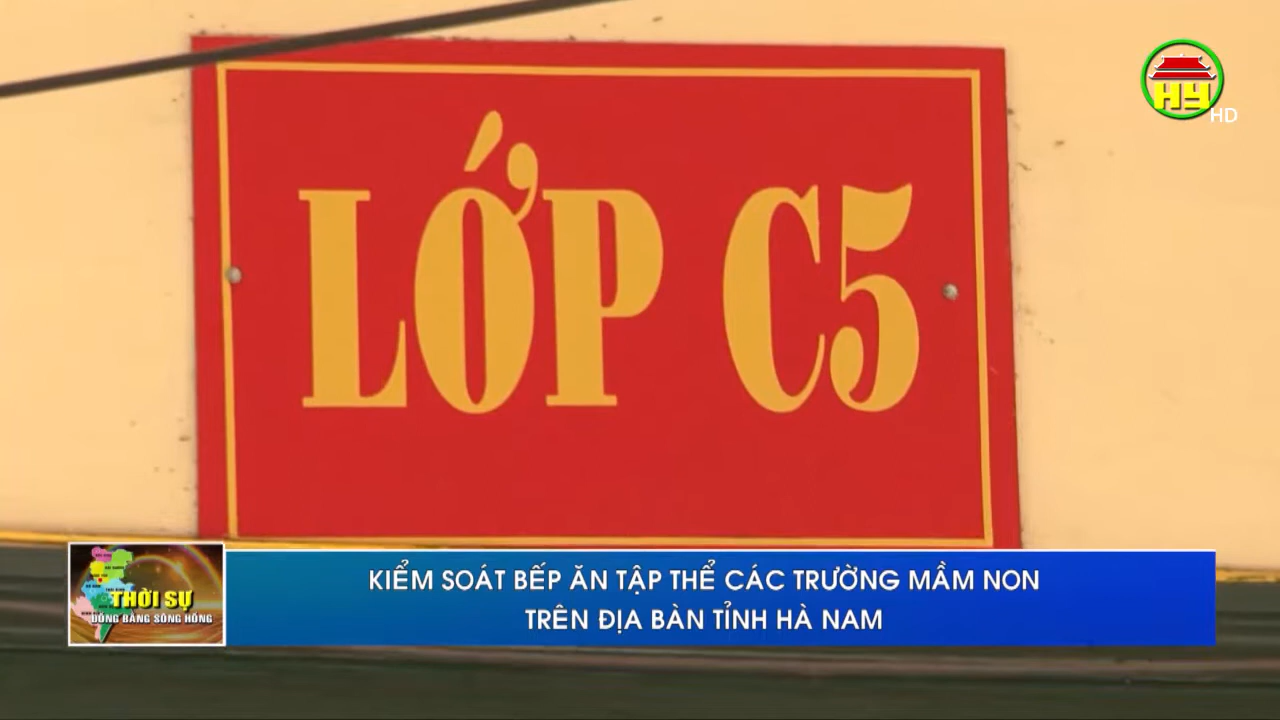 HY
HD
LỚP C5
THỜI SỰ
ĐỒNG BẰNG SÔNG HỒNG
KIỂM SOÁT BẾP ĂN TẬP THỂ CÁC TRƯỜNG MẦM NON
TRÊN ĐỊA BÀN TỈNH HÀ NAM